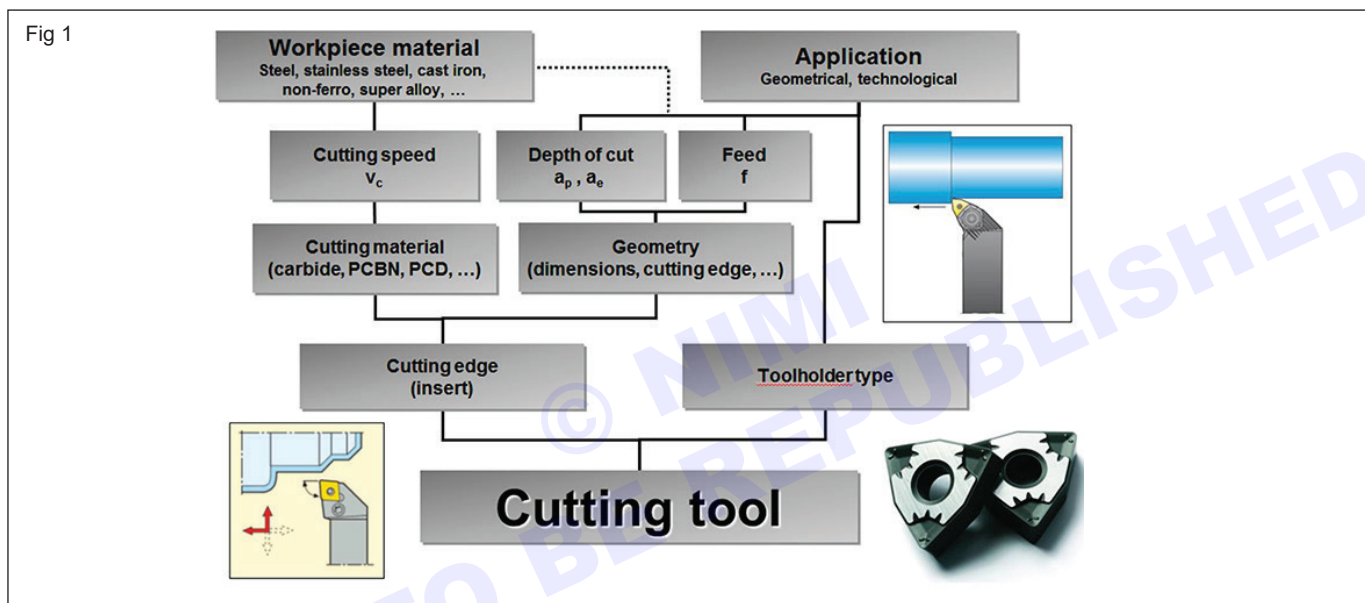 Fig 1
Workpiece material
Steel, stainless steel, cast iron,
non-ferro, super alloy, ...
Application
Geometrical, technological
Cutting speed
vc
Depth of cut
ap , ae
Feed
f
Cutting material
(carbide, PCBN, PCD, ...)
Geometry
(dimensions, cutting edge, ...)
Cutting edge
(insert)
Toolholder type
Cutting tool
© NIMI
TO BE REPUBLISHED